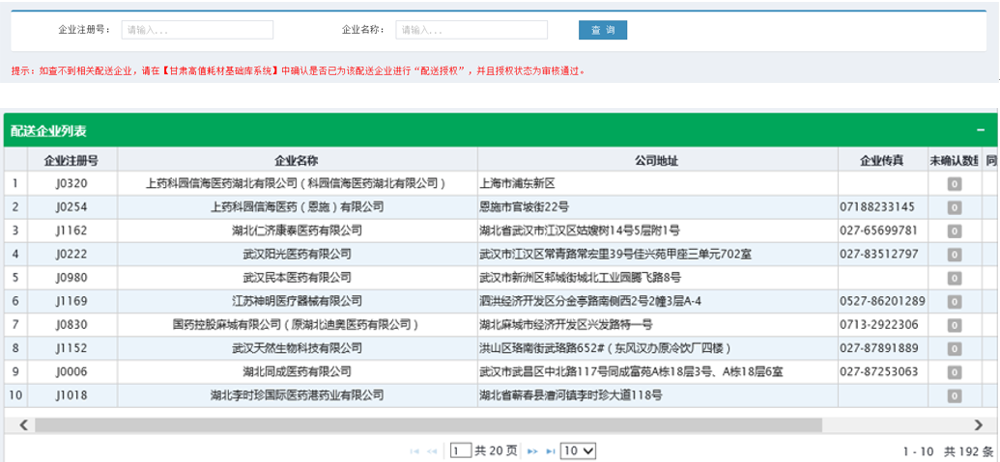 企业注册号： 请输入... 企业名称： 请输入... 查 询
提示：如查不到相关配送企业，请在【甘肃高值耗材基础库系统】中确认是否已为该配送企业进行“配送授权”，并且授权状态为审核通过。
配送企业列表
企业注册号 企业名称 公司地址 企业传真 未确认数量 同
1 J0320 上药科园信海医药湖北有限公司（科园信海医药湖北有限公司） 上海市浦东新区 0
2 J0254 上药科园信海医药（恩施）有限公司 恩施市官坡街22号 07188233145 0
3 J1162 湖北仁济康泰医药有限公司 湖北省武汉市江汉区姑嫂树14号5层附1号 027-65699781 0
4 J0222 武汉阳光医药有限公司 武汉市江汉区常青路常宏里39号佳兴苑甲座三单元702室 027-83512797 0
5 J0980 武汉民本医药有限公司 武汉市新洲区邾城街城北工业园腾飞路8号 0
6 J1169 江苏神明医疗器械有限公司 泗洪经济开发区分金亭路南侧西2号2幢3层A-4 0527-86201289 0
7 J0830 国药控股麻城有限公司（原湖北迪奥医药有限公司） 湖北麻城市经济开发区兴发路特一号 0713-2922306 0
8 J1152 武汉天然生物科技有限公司 洪山区珞南街武珞路652#（东风汉办原冷饮厂四楼） 027-87891889 0
9 J0006 湖北同成医药有限公司 武汉市武昌区中北路117号同成富苑A栋18层3号、A栋18层6室 027-87253063 0
10 J1018 湖北李时珍国际医药港药业有限公司 湖北省蕲春县漕河镇李时珍大道118号 0
1 共 20 页 10 1 - 10 共 192 条